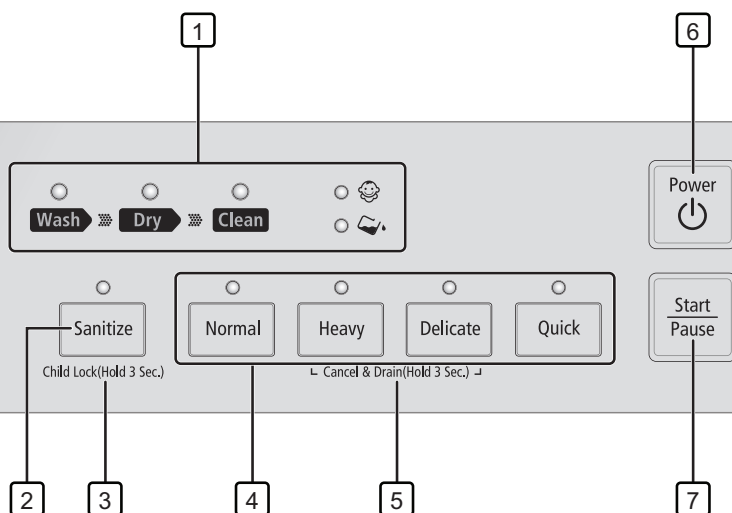 1
6
Wash Dry Clean
Power
Sanitize
Normal
Heavy
Delicate
Quick
Start
Pause
Child Lock(Hold 3 Sec.)
Cancel & Drain(Hold 3 Sec.)
2
3
4
5
7